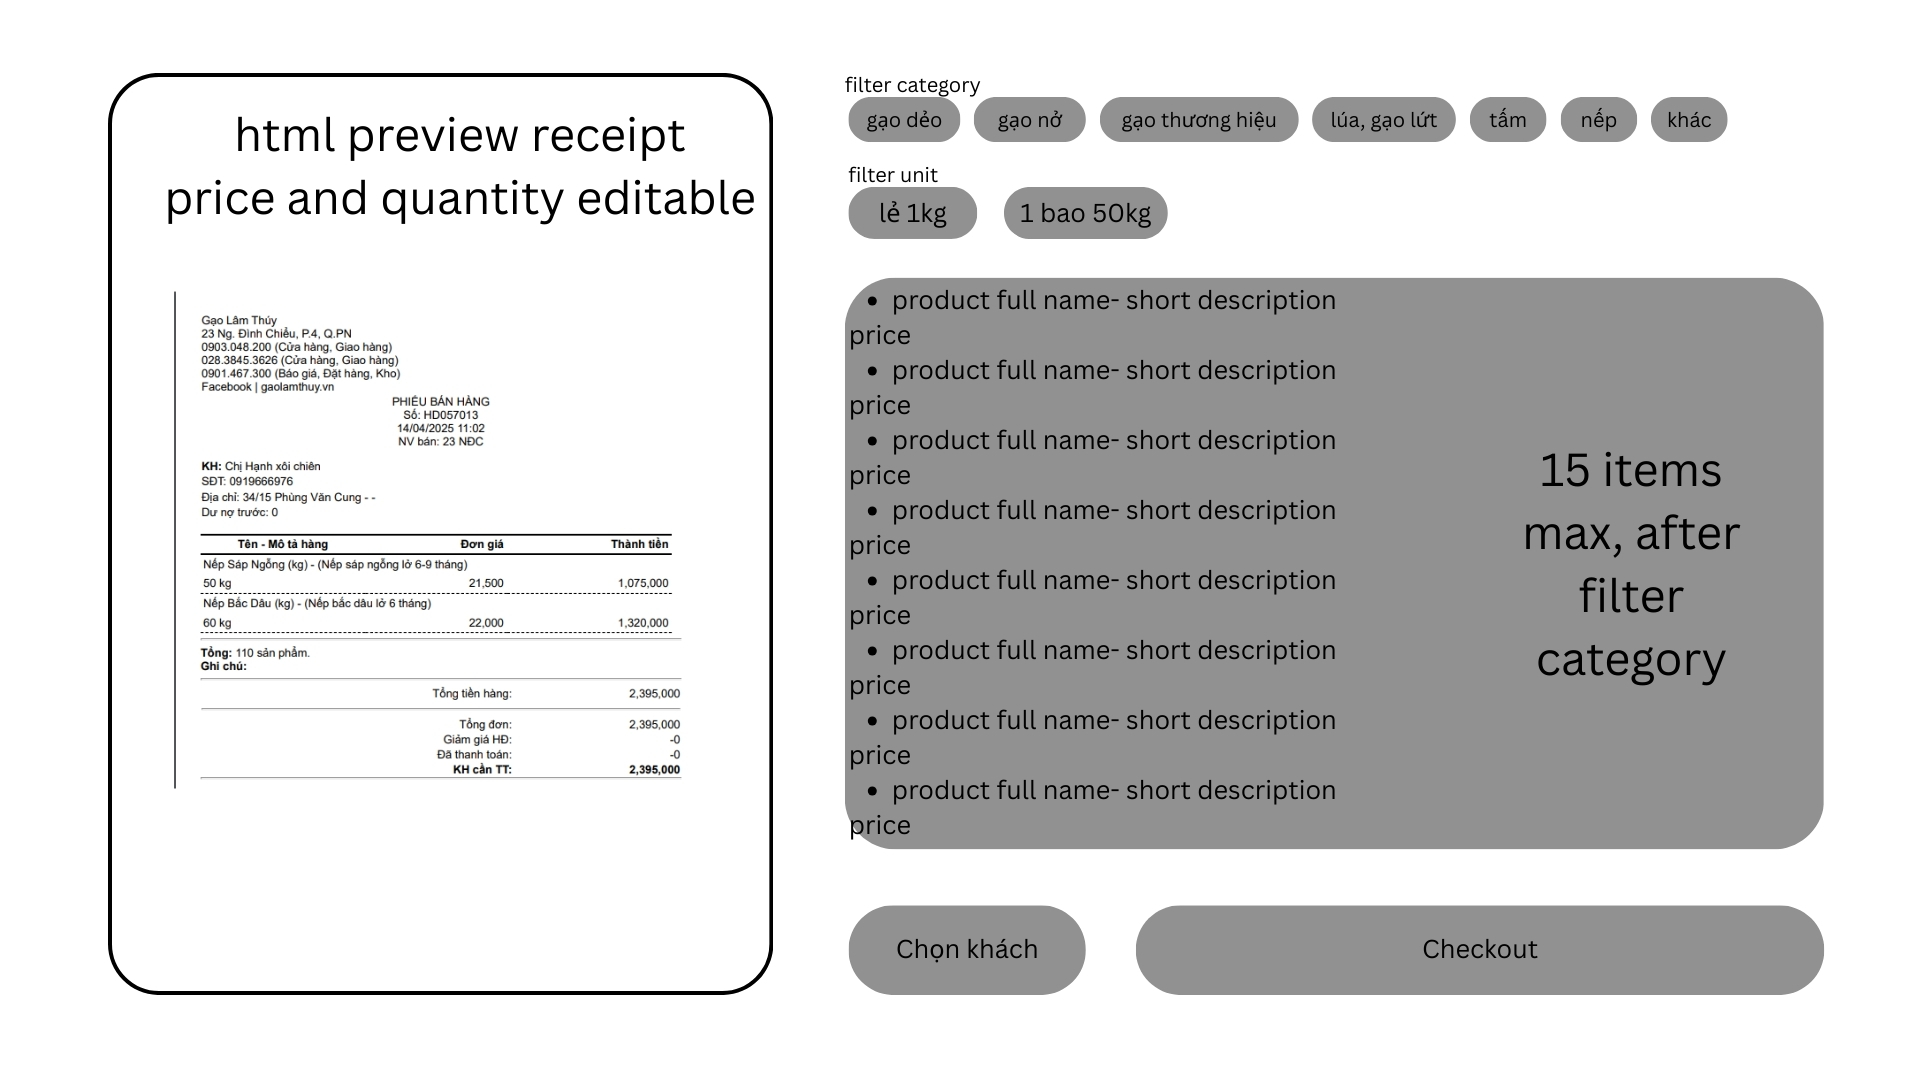 html preview receipt
price and quantity editable
Gạo Lâm Thúy
23 Ng. Đình Chiểu, P.4, Q.PN
0903.048.200 (Cửa hàng, Giao hàng)
028.3845.3626 (Cửa hàng, Giao hàng)
0901.467.300 (Báo giá, Đặt hàng, Kho)
Facebook | gaolamthuy.vn
PHIẾU BÁN HÀNG
Số: HD057013
14/04/2025 11:02
NV bán: 23 NĐC
KH: Chị Hạnh xôi chiên
SĐT: 0919666976
Địa chỉ: 34/15 Phùng Văn Cung - -
Dư nợ trước: 0
Tên - Mô tả hàng Đơn giá Thành tiền
Nếp Sáp Ngỗng (kg) - (Nếp sáp ngỗng lở 6-9 tháng)
50 kg 21,500 1,075,000
Nếp Bắc Dâu (kg) - (Nếp bắc dâu lở 6 tháng)
60 kg 22,000 1,320,000
Tổng: 110 sản phẩm.
Ghi chú:
Tổng tiền hàng: 2,395,000
Tổng đơn: 2,395,000
Giảm giá HĐ: -0
Đã thanh toán: -0
KH cần TT: 2,395,000
filter category
gạo dẻo gạo nở gạo thương hiệu lúa, gạo lứt tấm nếp khác
filter unit
lẻ 1kg 1 bao 50kg
• product full name- short description
price
• product full name- short description
price
• product full name- short description
price
• product full name- short description
price
• product full name- short description
price
• product full name- short description
price
• product full name- short description
price
• product full name- short description
price
15 items
max, after
filter
category
Chọn khách Checkout